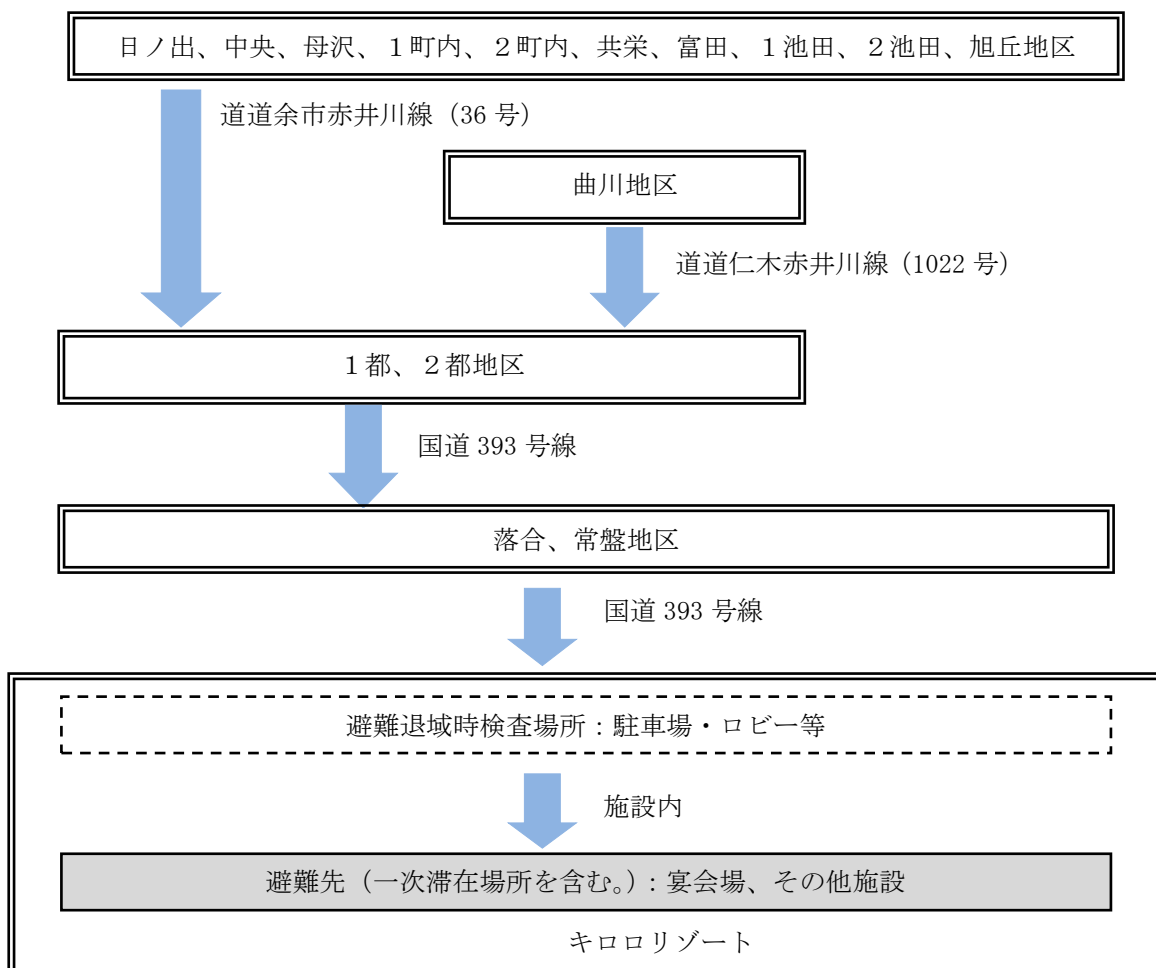 日ノ出、中央、母沢、１町内、２町内、共栄、富田、１池田、２池田、旭丘地区
道道余市赤井川線（36 号）
曲川地区
道道仁木赤井川線（1022 号）
１都、２都地区
国道 393 号線
落合、常盤地区
国道 393 号線
避難退域時検査場所：駐車場・ロビー等
施設内
避難先（一次滞在場所を含む。）：宴会場、その他施設
キロロリゾート